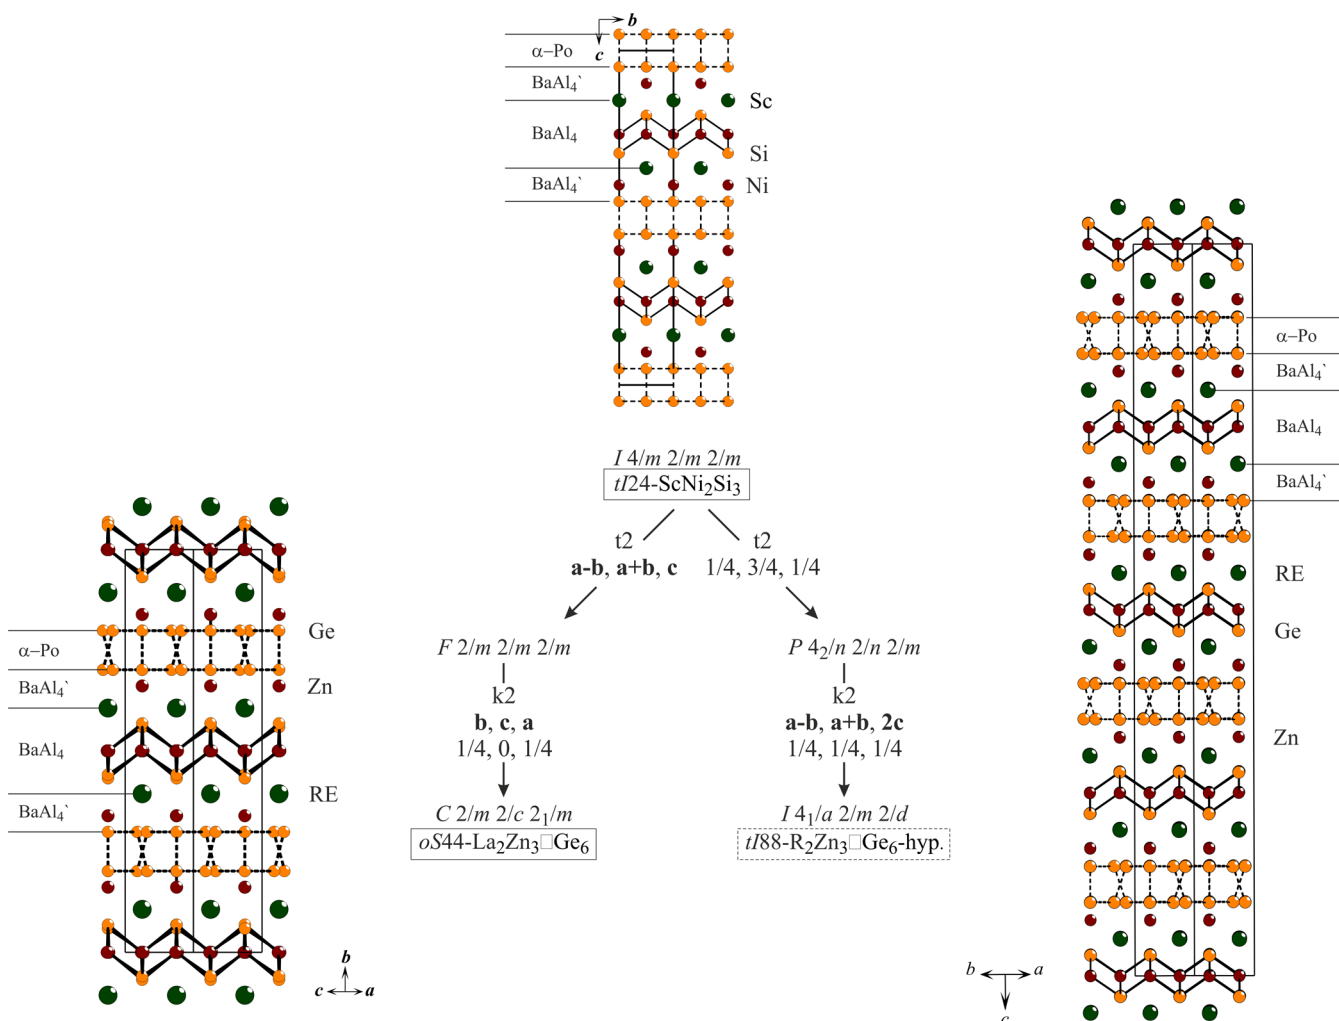 b
c
α–Po
BaAl4`
Sc
BaAl4
Si
BaAl4`
Ni
I 4/m 2/m 2/m
tI24-ScNi2Si3
t2
a-b, a+b, c
t2
1/4, 3/4, 1/4
F 2/m 2/m 2/m
k2
b, c, a
1/4, 0, 1/4
C 2/m 2/c 21/m
oS44-La2Zn3□Ge6
P 42/n 2/n 2/m
k2
a-b, a+b, 2c
1/4, 1/4, 1/4
I 41/a 2/m 2/d
tI88-R2Zn3□Ge6-hyp.
Ge
α–Po
Zn
BaAl4`
BaAl4
RE
BaAl4`
b
c
a
α–Po
BaAl4`
BaAl4
BaAl4`
RE
Ge
Zn
b
a
c